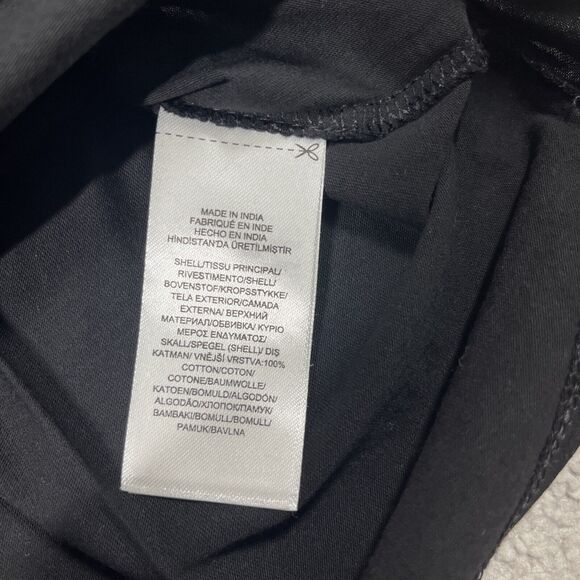 MADE IN INDIA
FABRIQUÉ EN INDE
HECHO EN INDIA
HİNDİSTAN'DA ÜRETİLMİŞTİR
SHELL/TISSU PRINCIPAL/
RIVESTIMENTO/SHELL/
BOVENSTOF/KROPSSTYKKE/
TELA EXTERIOR/CAMADA
EXTERNA/ ВЕРХНИЙ
МАТЕРИАЛ/ОБВИВКА/ ΚΥΡΙΟ
ΜΕΡΟΣ ΕΝΔΥΜΑΤΟΣ/
SKALL/SPEGEL (SHELL)/ DIŞ
KATMAN/ VNĚJŠÍ VRSTVA:100%
COTTON/COTON/
COTONE/BAUMWOLLE/
KATOEN/BOMULD/ALGODÓN/
ALGODÃO/ХЛОПОК/ПАМУК/
BAMBAKI/BOMULL/BOMULL/
PAMUK/BAVLNA